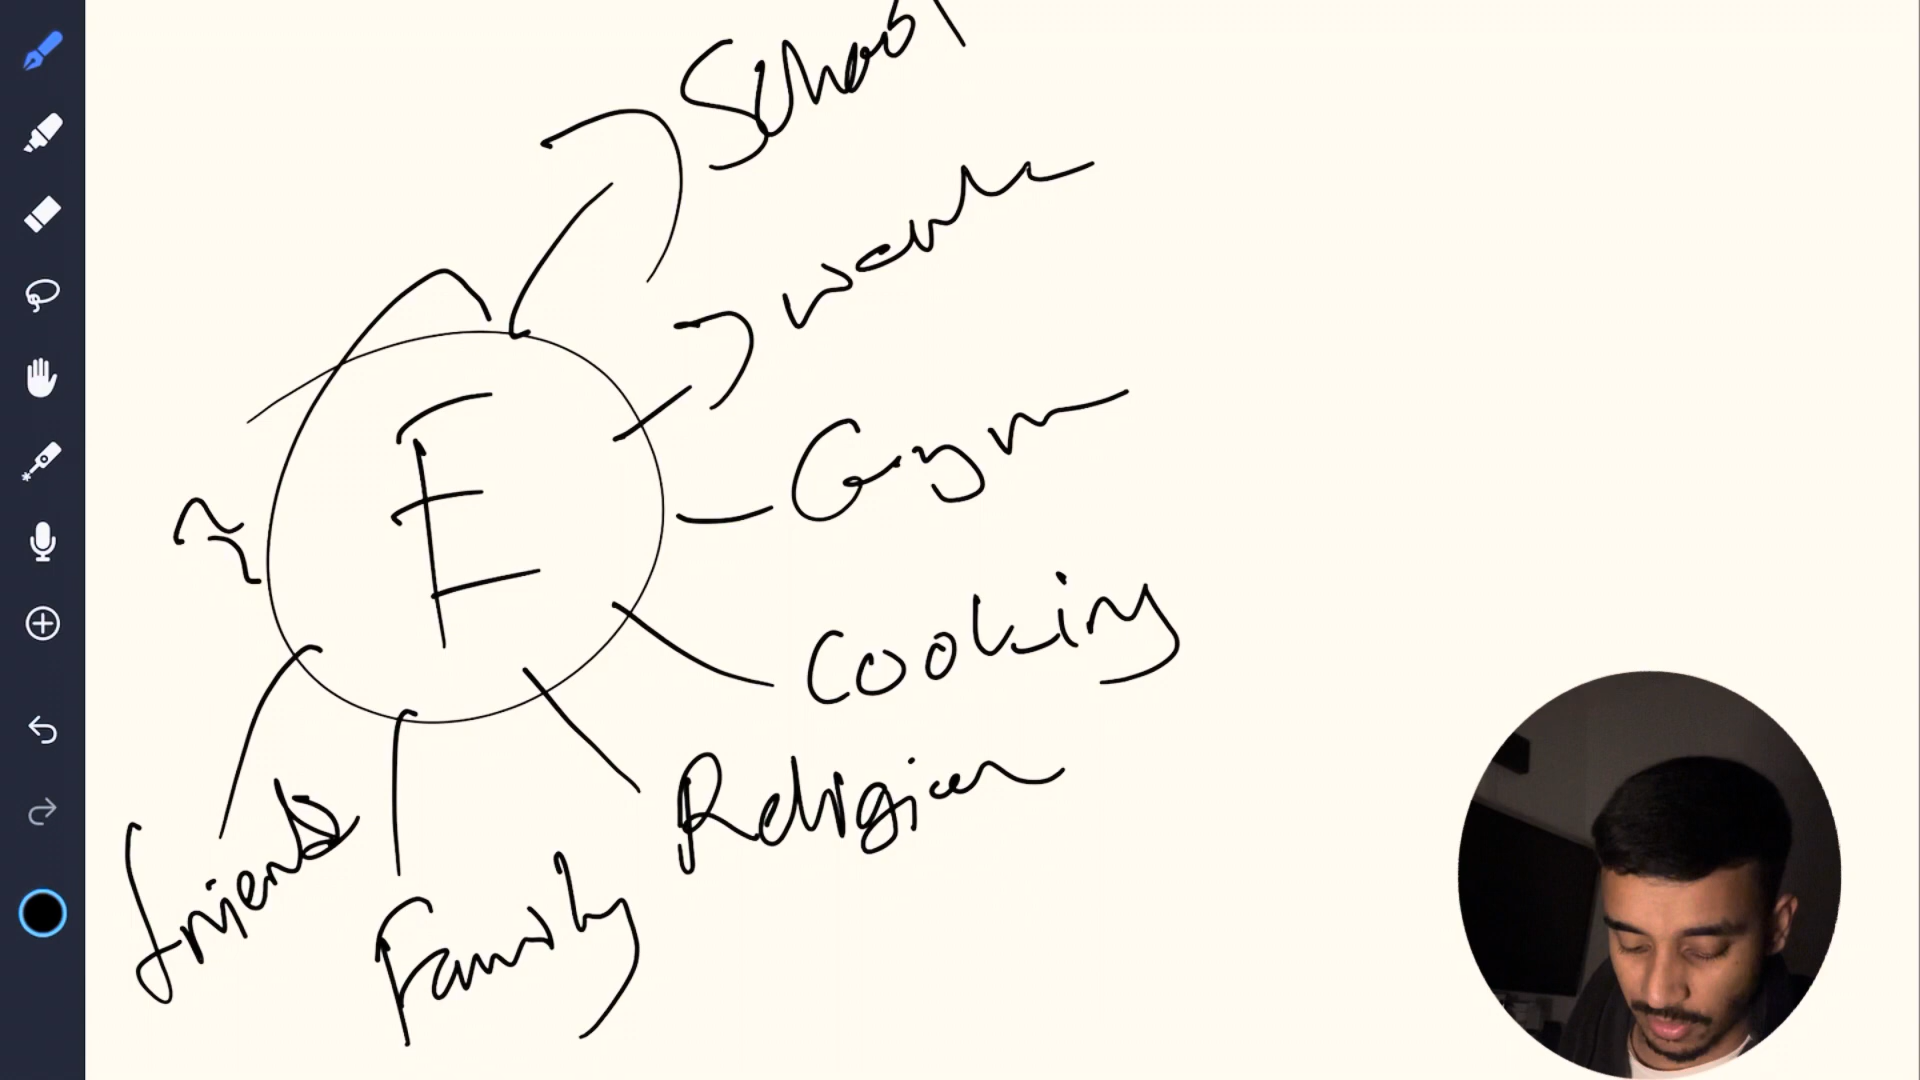 School
work
Gym
E
Cooking
Religion
Friends
Family